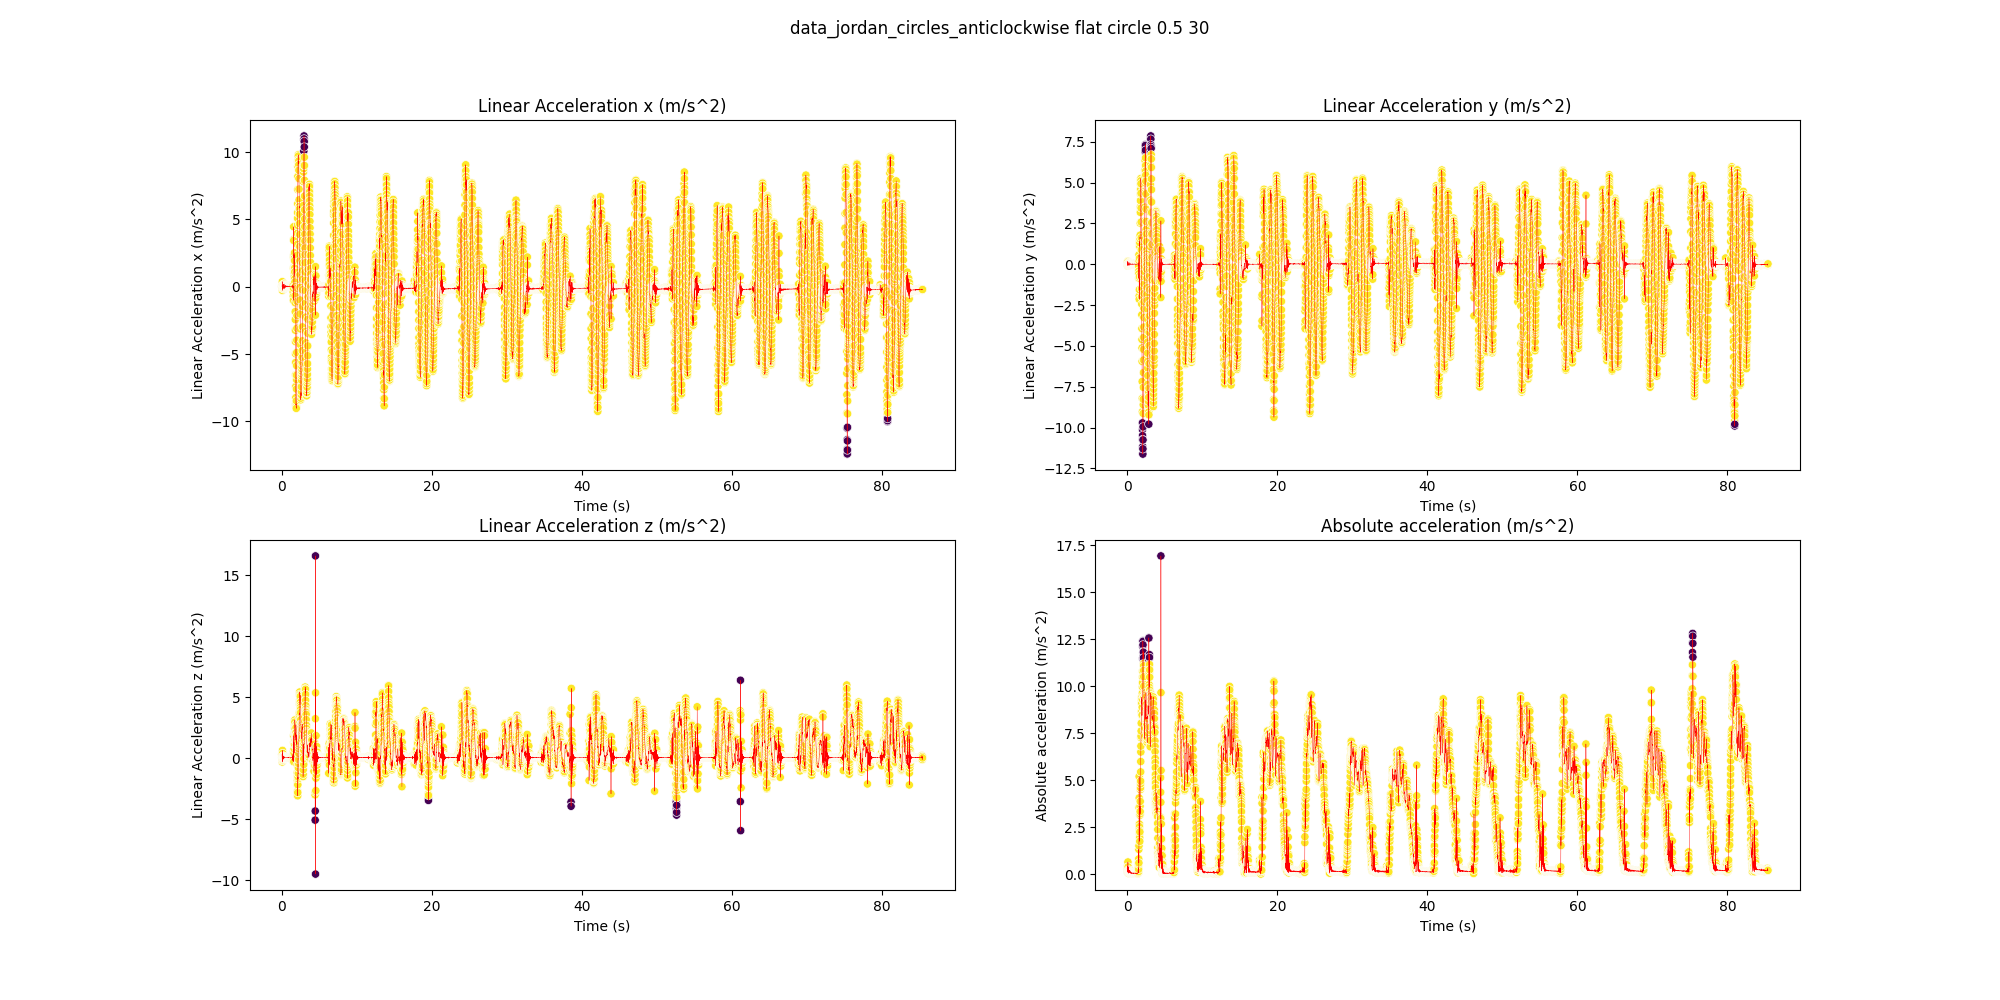 data_jordan_circles_anticlockwise flat circle 0.5 30
Linear Acceleration x (m/s^2)
Linear Acceleration x (m/s^2)
10
5
0
−5
−10
0 20 40 60 80
Time (s)
Linear Acceleration y (m/s^2)
Linear Acceleration y (m/s^2)
7.5
5.0
2.5
0.0
−2.5
−5.0
−7.5
−10.0
−12.5
0 20 40 60 80
Time (s)
Linear Acceleration z (m/s^2)
Linear Acceleration z (m/s^2)
15
10
5
0
−5
−10
0 20 40 60 80
Time (s)
Absolute acceleration (m/s^2)
Absolute acceleration (m/s^2)
17.5
15.0
12.5
10.0
7.5
5.0
2.5
0.0
0 20 40 60 80
Time (s)